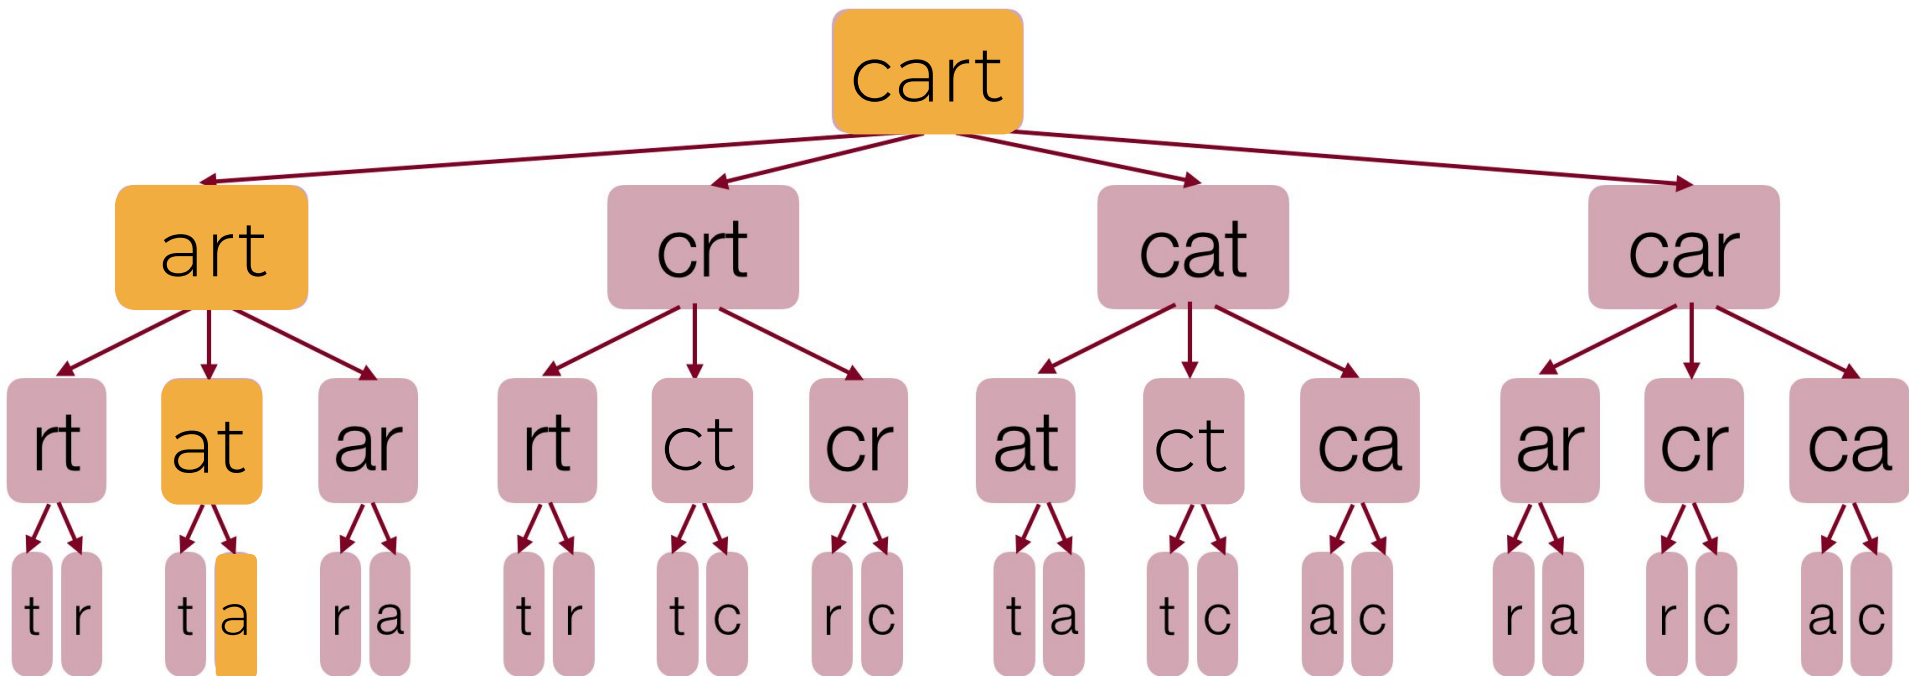 cart
art crt cat car
rt at ar rt ct cr at ct ca ar cr ca
t r t a r a t r t c r c t a t c a c r a r c a c